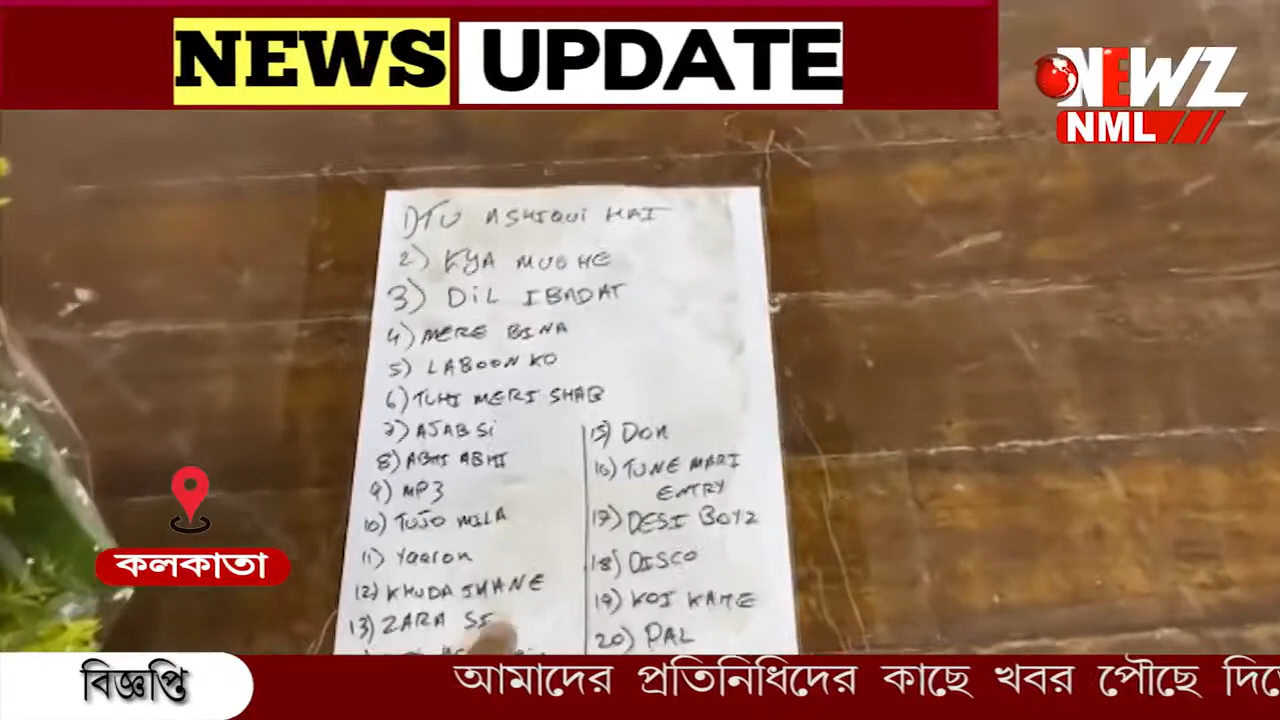 NEWS UPDATE
NEWZ
NML
1) TU ASHIQUI HAI
2) KYA MUGHE
3) DIL IBADAT
4) MERE BINA
5) LABOON KO
6) TUHI MERI SHAB
7) AJAB SI
8) ABHI ABHI
9) MP3
10) TUJO MILA
11) Yaaron
12) KHUDA JHANE
13) ZARA SI
15) DON
16) TUNE MARI
ENTRY
17) DESI BOYZ
18) DISCO
19) KOI KAHE
20) PAL
কলকাতা
বিজ্ঞপ্তি
আমাদের প্রতিনিধিদের কাছে খবর পৌছে দিয়ে